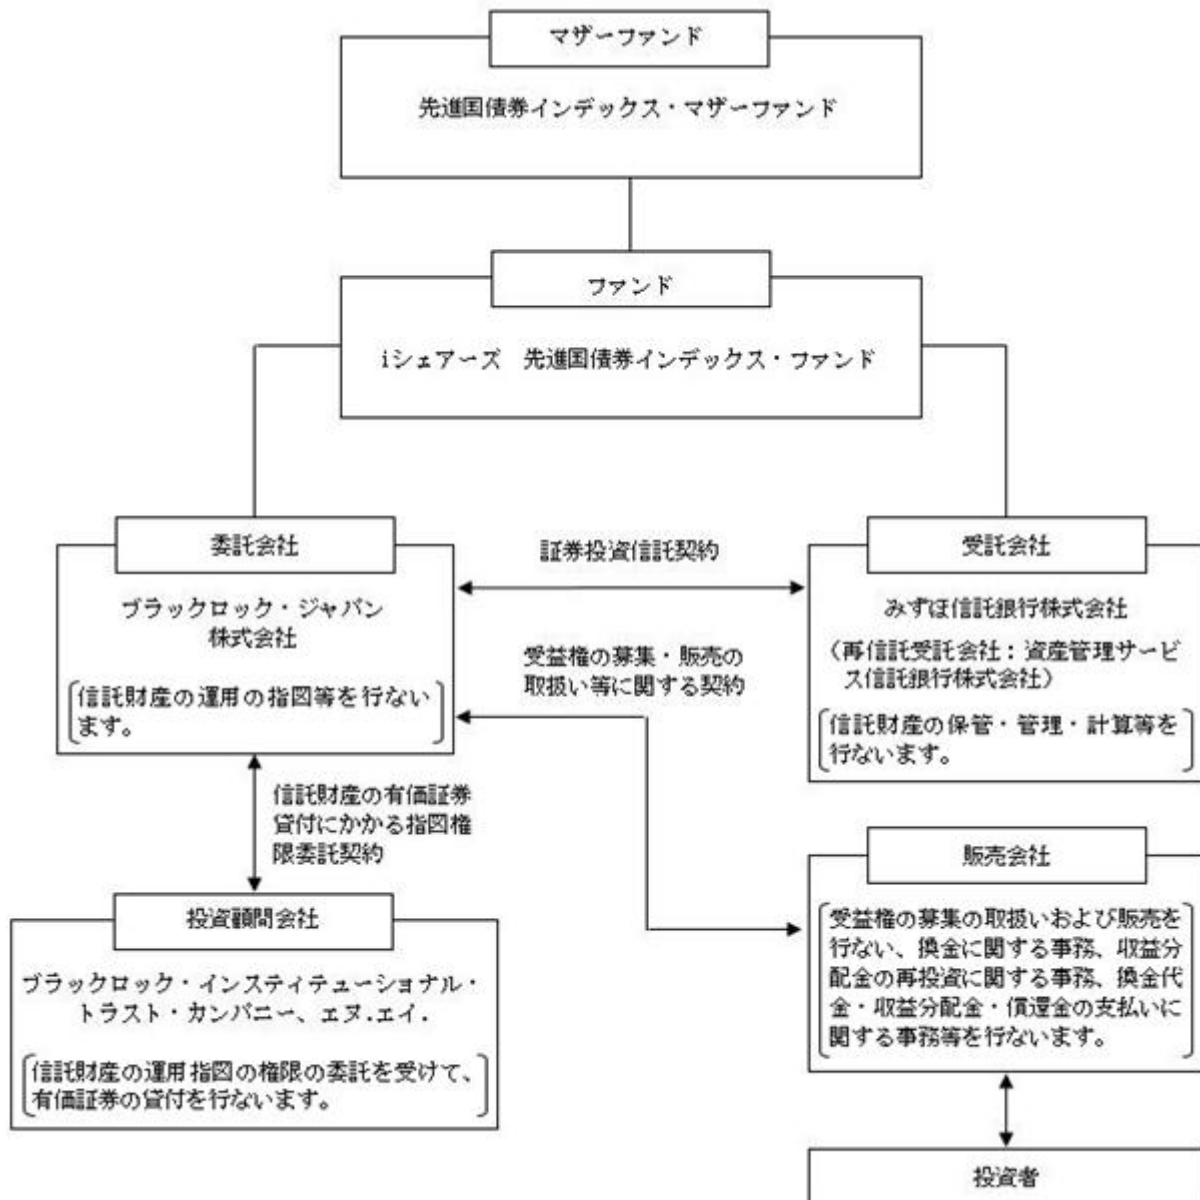 マザーファンド
先進国債券インデックス・マザーファンド
ファンド
iシェアーズ　先進国債券インデックス・ファンド
委託会社
ブラックロック・ジャパン
株式会社
信託財産の運用の指図等を行ない
ます。
証券投資信託契約
受益権の募集・販売の
取扱い等に関する契約
受託会社
みずほ信託銀行株式会社
（再信託受託会社：資産管理サービ
ス信託銀行株式会社）
信託財産の保管・管理・計算等を
行ないます。
信託財産の有価証券
貸付にかかる指図権
限委託契約
投資顧問会社
ブラックロック・インスティテューショナル・
トラスト・カンパニー、エヌ.エイ.
信託財産の運用指図の権限の委託を受けて、
有価証券の貸付を行ないます。
販売会社
受益権の募集の取扱いおよび販売を
行ない、換金に関する事務、収益分
配金の再投資に関する事務、換金代
金・収益分配金・償還金の支払いに
関する事務等を行ないます。
投資者